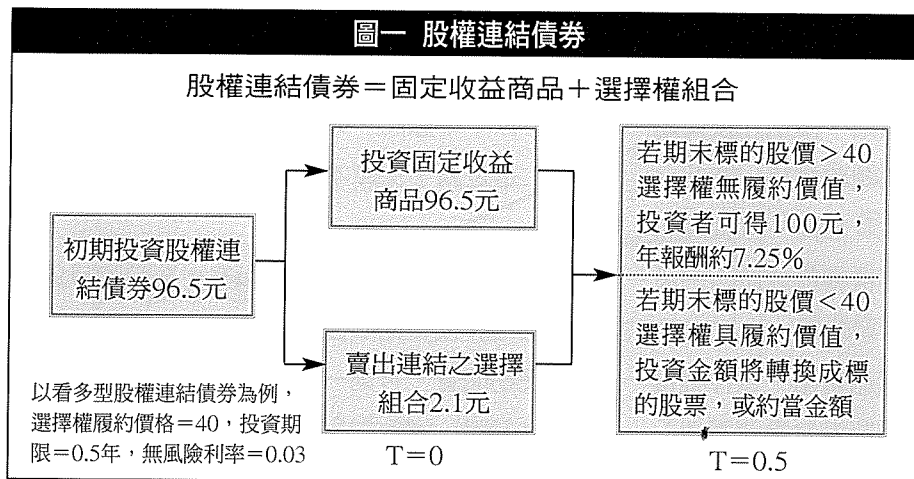 圖一 股權連結債券
股權連結債券＝固定收益商品＋選擇權組合
初期投資股權連
結債券96.5元
投資固定收益
商品96.5元
賣出連結之選擇
組合2.1元
若期末標的股價＞40
選擇權無履約價值，
投資者可得100元，
年報酬約7.25%
若期末標的股價＜40
選擇權具履約價值，
投資金額將轉換成標
的股票，或約當金額
以看多型股權連結債券為例，
選擇權履約價格＝40，投資期
限＝0.5年，無風險利率＝0.03
T＝0
T＝0.5